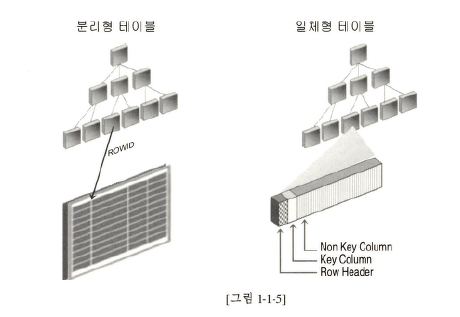 분리형 테이블
일체형 테이블
ROWID
Non Key Column
Key Column
Row Header
[그림 1-1-5]